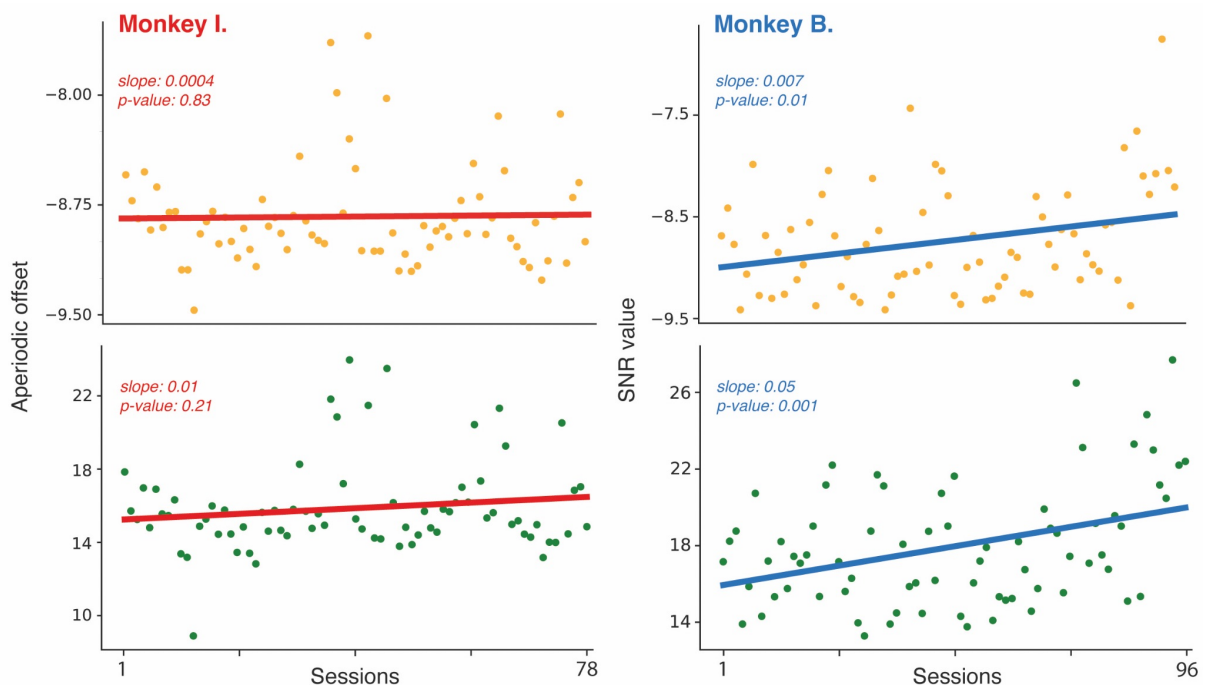 Monkey I.
slope: 0.0004
p-value: 0.83
−8.00
−8.75
−9.50
Aperiodic offset
slope: 0.01
p-value: 0.21
22
18
14
10
1
Sessions
78
Monkey B.
slope: 0.007
p-value: 0.01
−7.5
−8.5
−9.5
SNR value
slope: 0.05
p-value: 0.001
26
22
18
14
1
Sessions
96